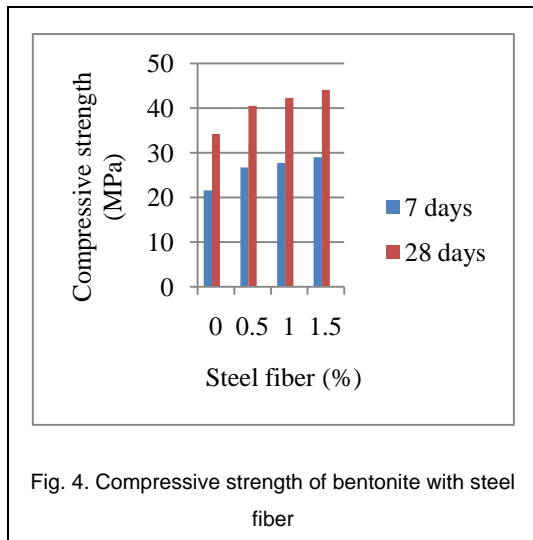 50
40
30
20
10
0
Compressive strength
(MPa)
7 days
28 days
0 0.5 1 1.5
Steel fiber (%)
Fig. 4. Compressive strength of bentonite with steel
fiber